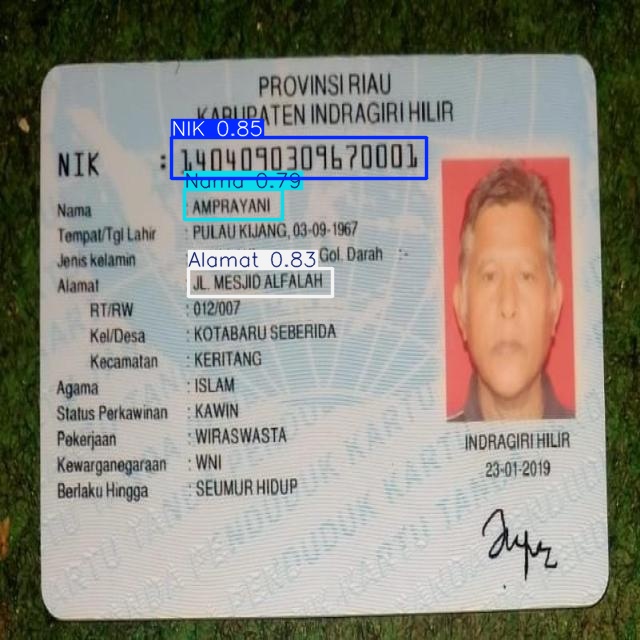 PROVINSI RIAU
KABUPATEN INDRAGIRI HILIR
NIK 0.85
NIK : 1404090309670001
Nama 0.79
Nama : AMPRAYANI
Tempat/Tgl Lahir : PULAU KIJANG, 03-09-1967
Jenis kelamin Gol. Darah :-
Alamat 0.83
Alamat : JL. MESJID ALFALAH
RT/RW : 012/007
Kel/Desa : KOTABARU SEBERIDA
Kecamatan : KERITANG
Agama : ISLAM
Status Perkawinan : KAWIN
Pekerjaan : WIRASWASTA
Kewarganegaraan : WNI
Berlaku Hingga : SEUMUR HIDUP
INDRAGIRI HILIR
23-01-2019